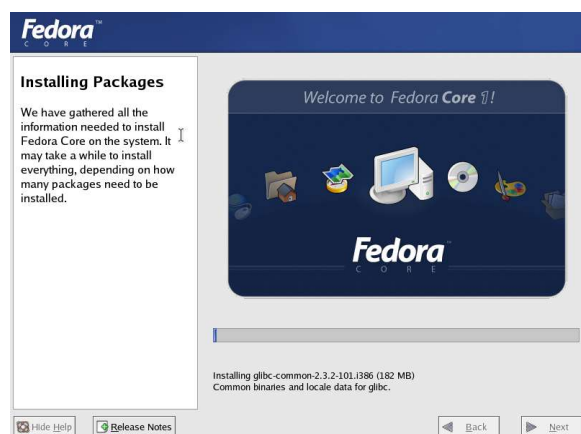 Fedora™
CORE
Installing Packages
We have gathered all the
information needed to install
Fedora Core on the system. It
may take a while to install
everything, depending on how
many packages need to be
installed.
Welcome to Fedora Core 1!
Fedora™
CORE
Installing glibc-common-2.3.2-101.i386 (182 MB)
Common binaries and locale data for glibc.
Hide Help
Release Notes
Back
Next